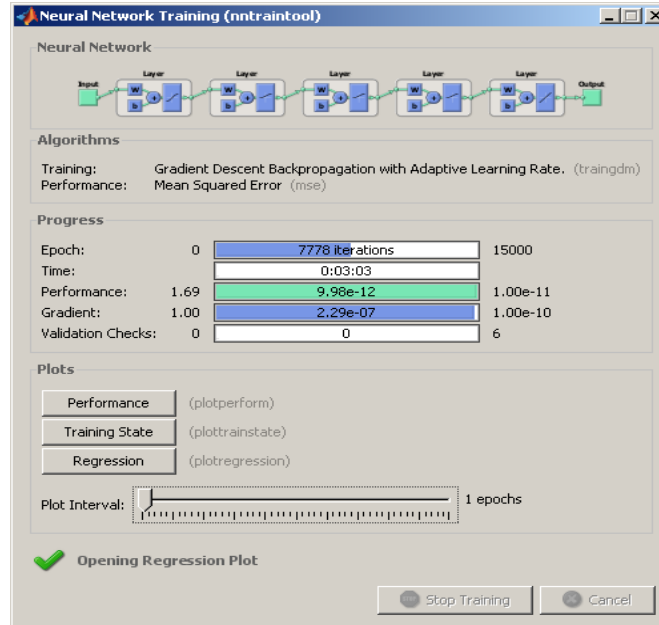 Neural Network Training (nntraintool)
Neural Network
Input Layer Layer Layer Layer Layer Output
W W W W W
b b b b b
Algorithms
Training: Gradient Descent Backpropagation with Adaptive Learning Rate. (traingdm)
Performance: Mean Squared Error (mse)
Progress
Epoch: 0 7778 iterations 15000
Time: 0:03:03
Performance: 1.69 9.98e-12 1.00e-11
Gradient: 1.00 2.29e-07 1.00e-10
Validation Checks: 0 0 6
Plots
Performance (plotperform)
Training State (plottrainstate)
Regression (plotregression)
Plot Interval: 1 epochs
Opening Regression Plot
Stop Training Cancel